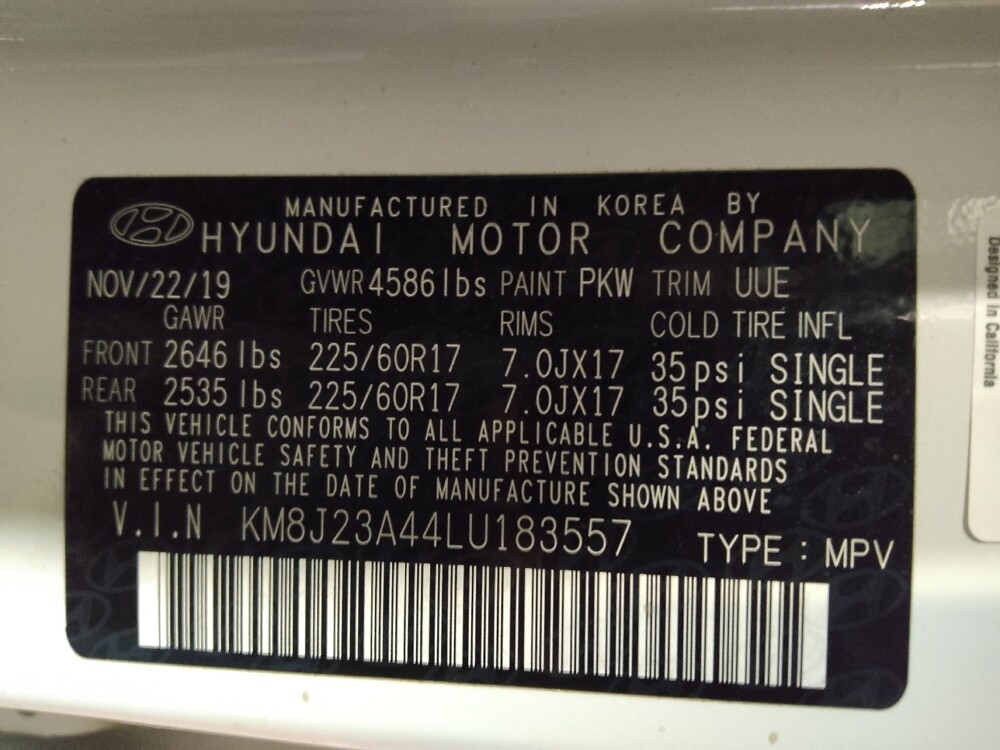 MANUFACTURED IN KOREA BY
HYUNDAI MOTOR COMPANY
NOV/22/19 GVWR 4586 lbs PAINT PKW TRIM UUE
GAWR TIRES RIMS COLD TIRE INFL
FRONT 2646 lbs 225/60R17 7.0JX17 35psi SINGLE
REAR 2535 lbs 225/60R17 7.0JX17 35psi SINGLE
THIS VEHICLE CONFORMS TO ALL APPLICABLE U.S.A. FEDERAL
MOTOR VEHICLE SAFETY AND THEFT PREVENTION STANDARDS
IN EFFECT ON THE DATE OF MANUFACTURE SHOWN ABOVE
V.I.N KM8J23A44LU183557 TYPE : MPV
Designed in California